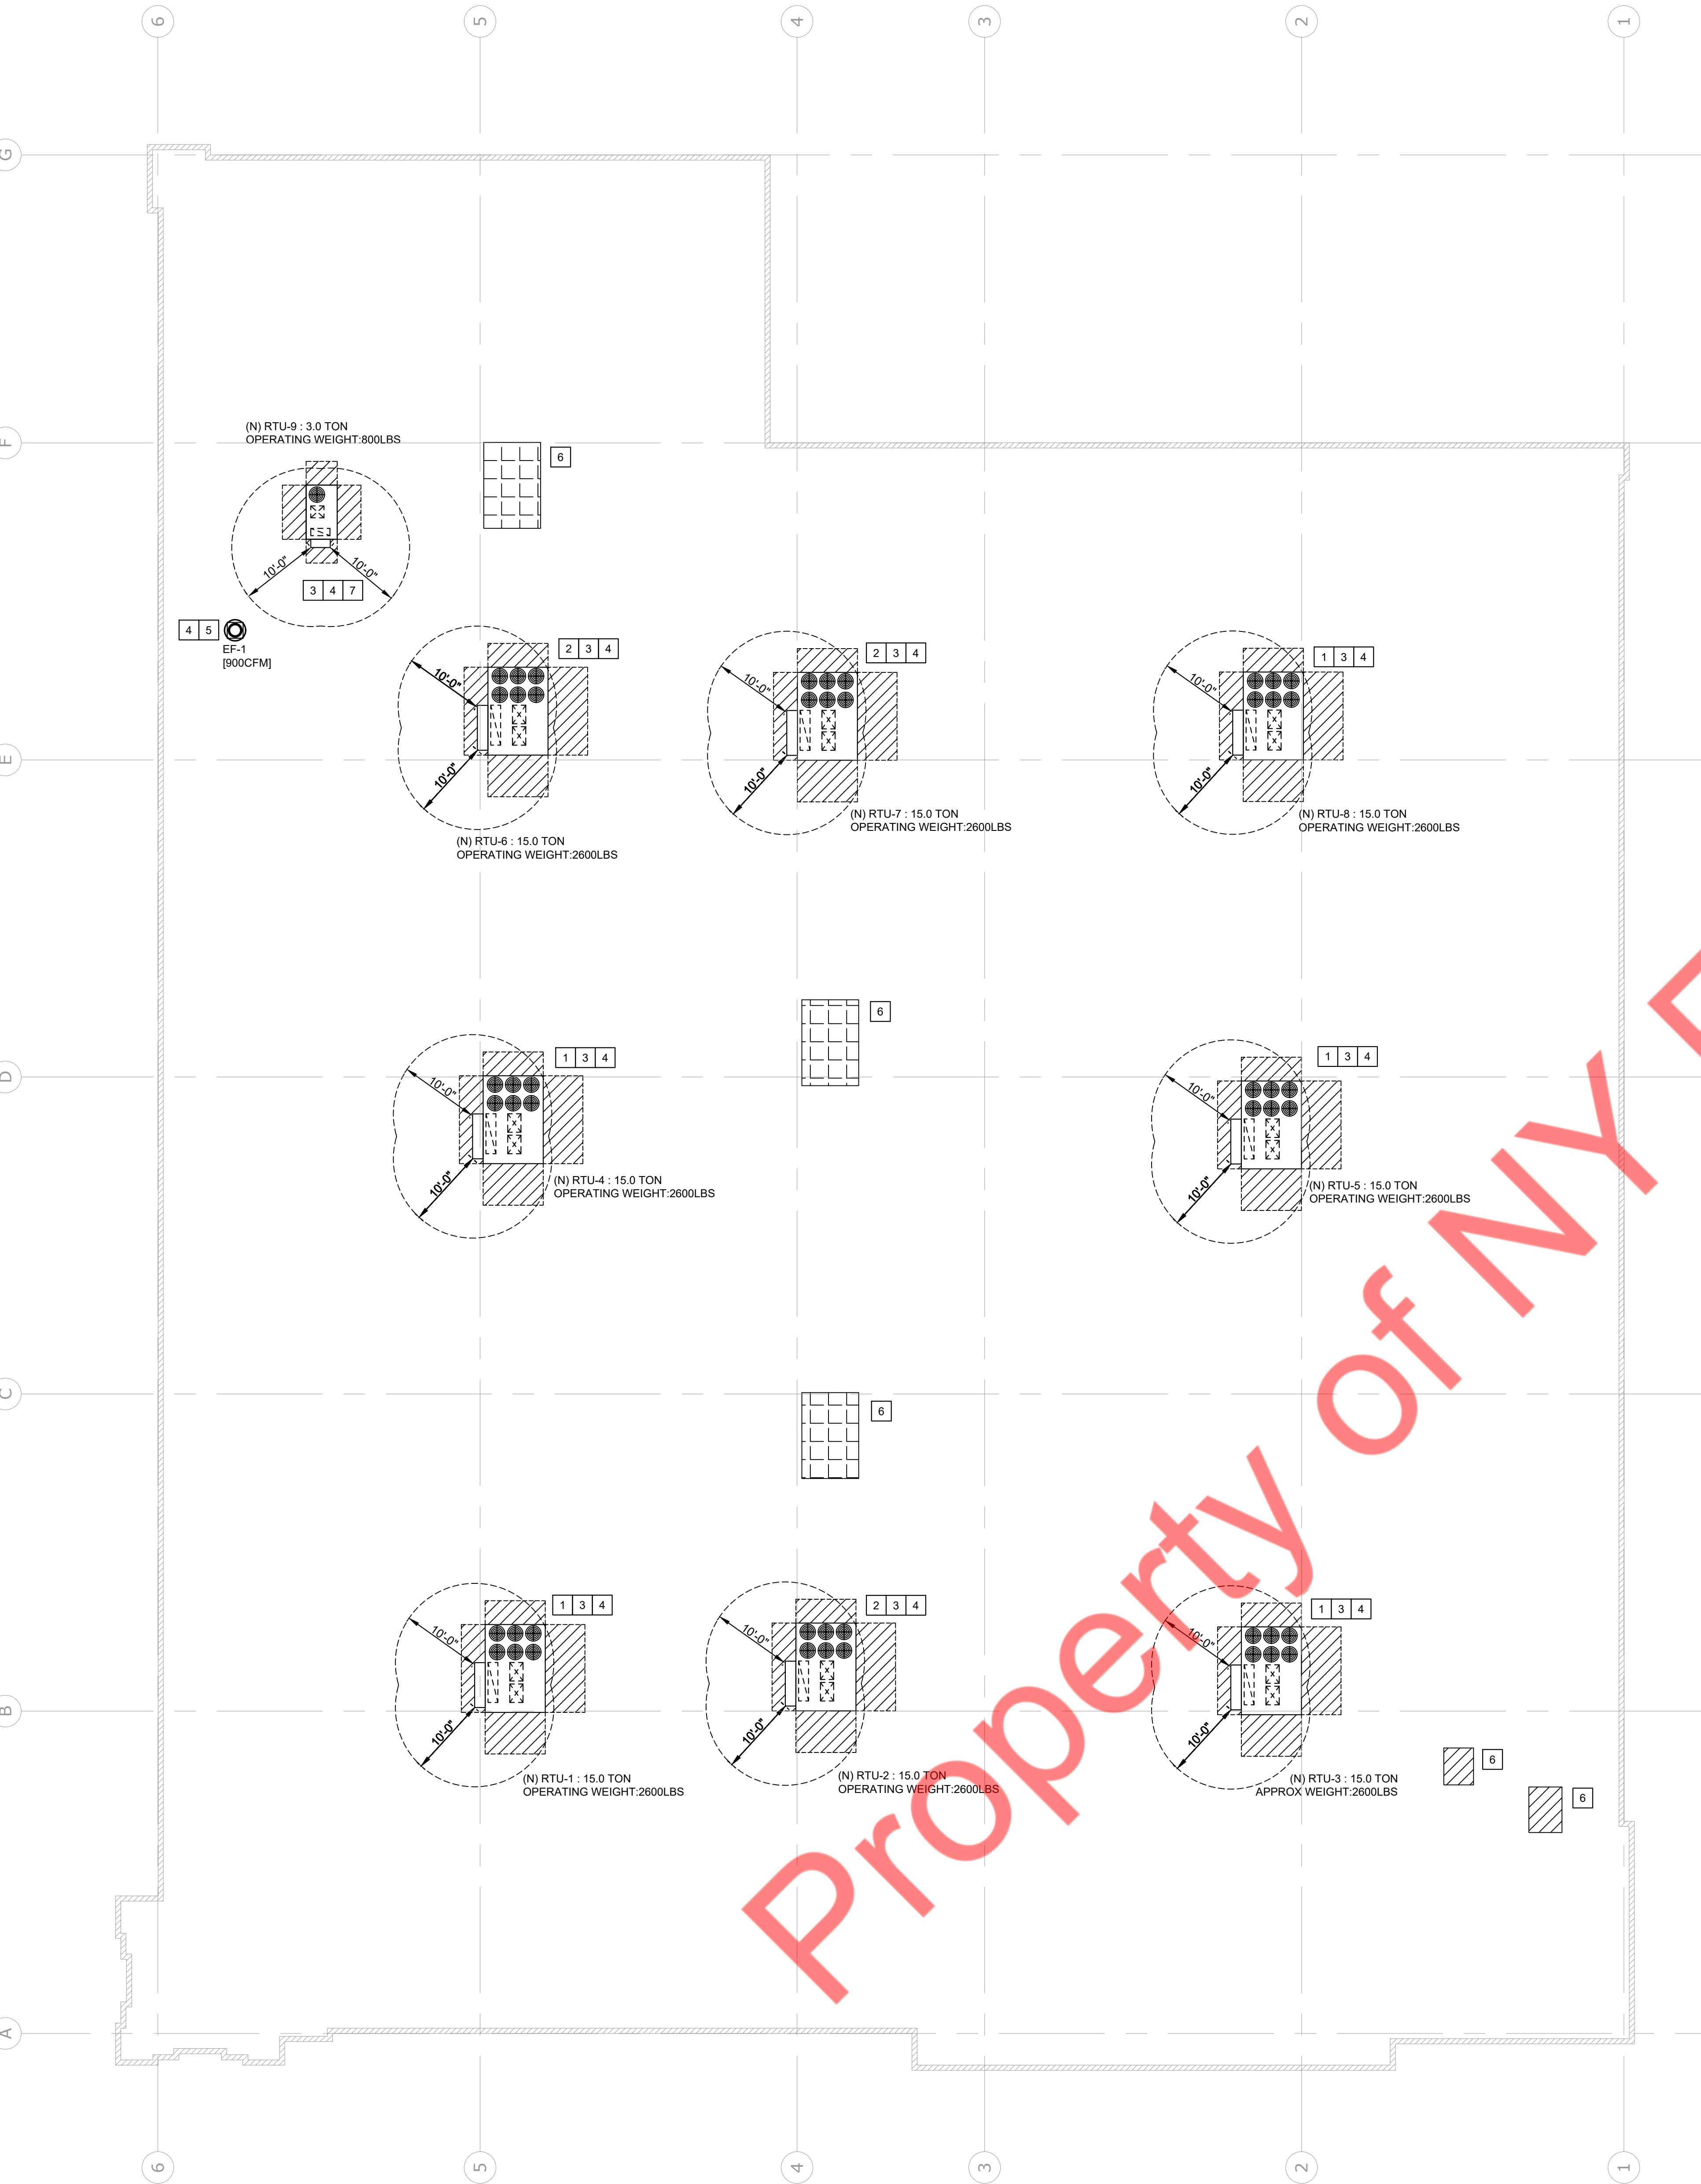 6
5
4
3
2
1
G
F
(N) RTU-9 : 3.0 TON
OPERATING WEIGHT:800LBS
6
10'-0"
10'-0"
3 4 7
4 5
EF-1
[900CFM]
2 3 4
10'-0"
10'-0"
(N) RTU-6 : 15.0 TON
OPERATING WEIGHT:2600LBS
2 3 4
10'-0"
10'-0"
(N) RTU-7 : 15.0 TON
OPERATING WEIGHT:2600LBS
1 3 4
10'-0"
10'-0"
(N) RTU-8 : 15.0 TON
OPERATING WEIGHT:2600LBS
E
6
D
1 3 4
10'-0"
10'-0"
(N) RTU-4 : 15.0 TON
OPERATING WEIGHT:2600LBS
1 3 4
10'-0"
10'-0"
(N) RTU-5 : 15.0 TON
OPERATING WEIGHT:2600LBS
C
6
1 3 4
10'-0"
10'-0"
(N) RTU-1 : 15.0 TON
OPERATING WEIGHT:2600LBS
2 3 4
10'-0"
10'-0"
(N) RTU-2 : 15.0 TON
OPERATING WEIGHT:2600LBS
1 3 4
10'-0"
10'-0"
(N) RTU-3 : 15.0 TON
APPROX WEIGHT:2600LBS
B
6
6
A
Property of NY
6
5
4
3
2
1